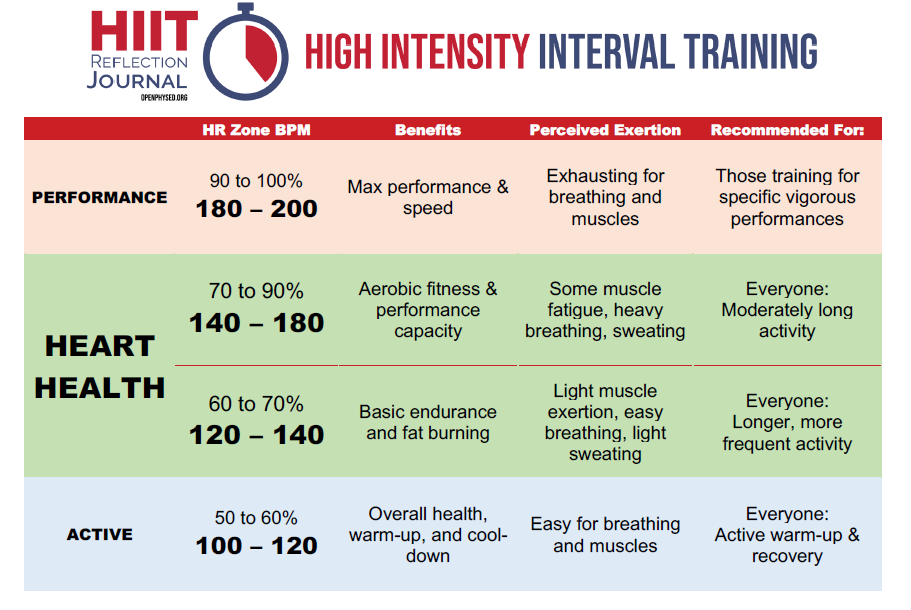 HIIT
REFLECTION
JOURNAL
OPENPHYSED.ORG
HIGH INTENSITY INTERVAL TRAINING
HR Zone BPM
Benefits
Perceived Exertion
Recommended For:
PERFORMANCE
90 to 100%
180 – 200
Max performance &
speed
Exhausting for
breathing and
muscles
Those training for
specific vigorous
performances
HEART
HEALTH
70 to 90%
140 – 180
Aerobic fitness &
performance
capacity
Some muscle
fatigue, heavy
breathing, sweating
Everyone:
Moderately long
activity
60 to 70%
120 – 140
Basic endurance
and fat burning
Light muscle
exertion, easy
breathing, light
sweating
Everyone:
Longer, more
frequent activity
ACTIVE
50 to 60%
100 – 120
Overall health,
warm-up, and cool-
down
Easy for breathing
and muscles
Everyone:
Active warm-up &
recovery